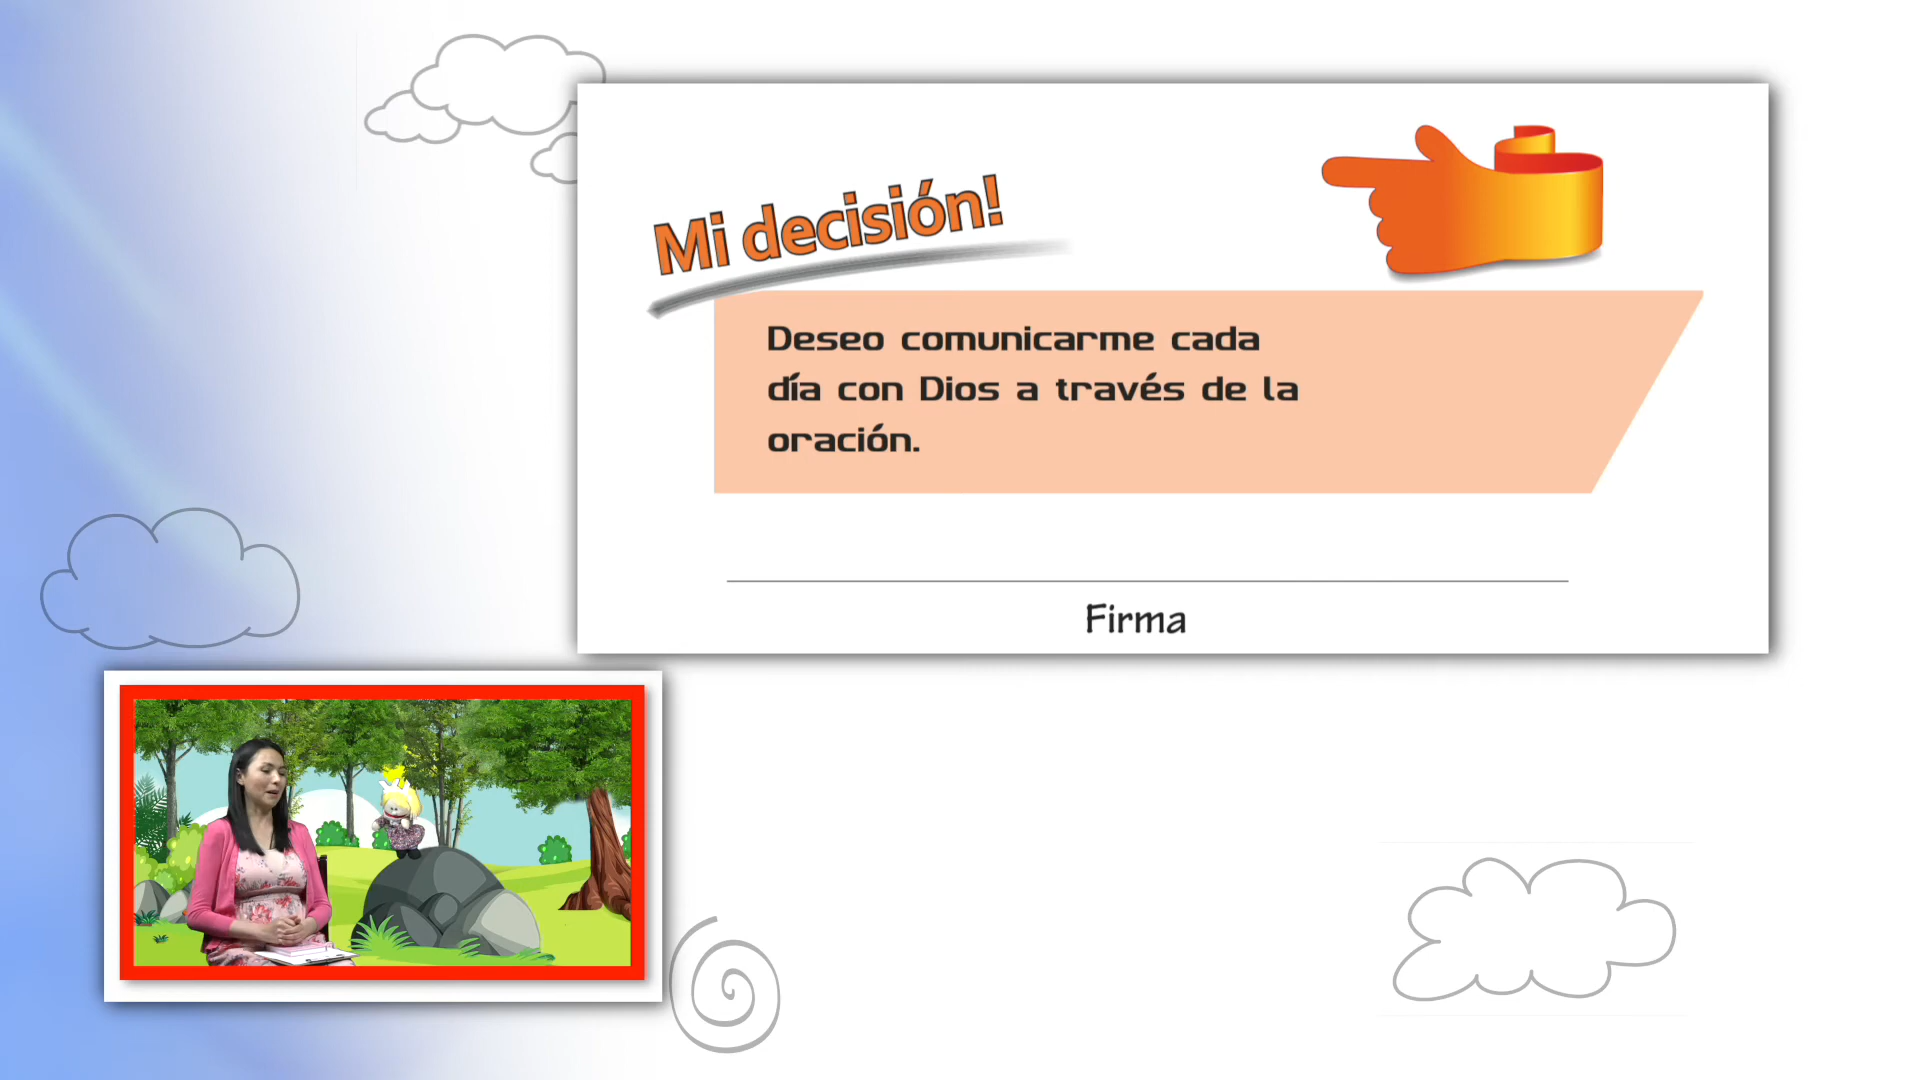 Mi decisión!
Deseo comunicarme cada
día con Dios a través de la
oración.
Firma